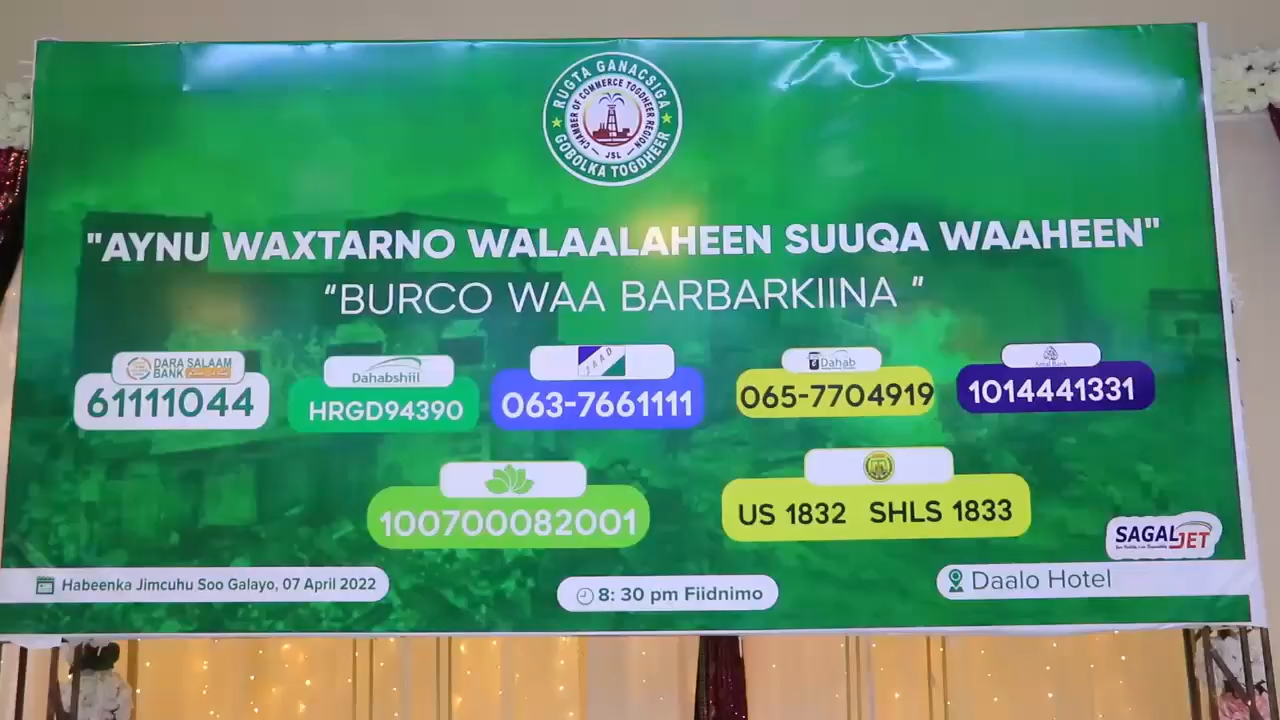 RUGTA GANACSIGA
CHAMBER OF COMMERCE TOGDHEER REGION
JSL
GOBOLKA TOGDHEER
"AYNU WAXTARNO WALAALAHEEN SUUQA WAAHEEN"
"BURCO WAA BARBARKIINA "
DARA SALAAM
BANK
61111044
Dahabshiil
HRGD94390
JAAD
063-7661111
eDahab
065-7704919
Amal Bank
1014441331
100700082001
US 1832 SHLS 1833
SAGALJET
Habeenka Jimcuhu Soo Galayo, 07 April 2022
8: 30 pm Fiidnimo
Daalo Hotel